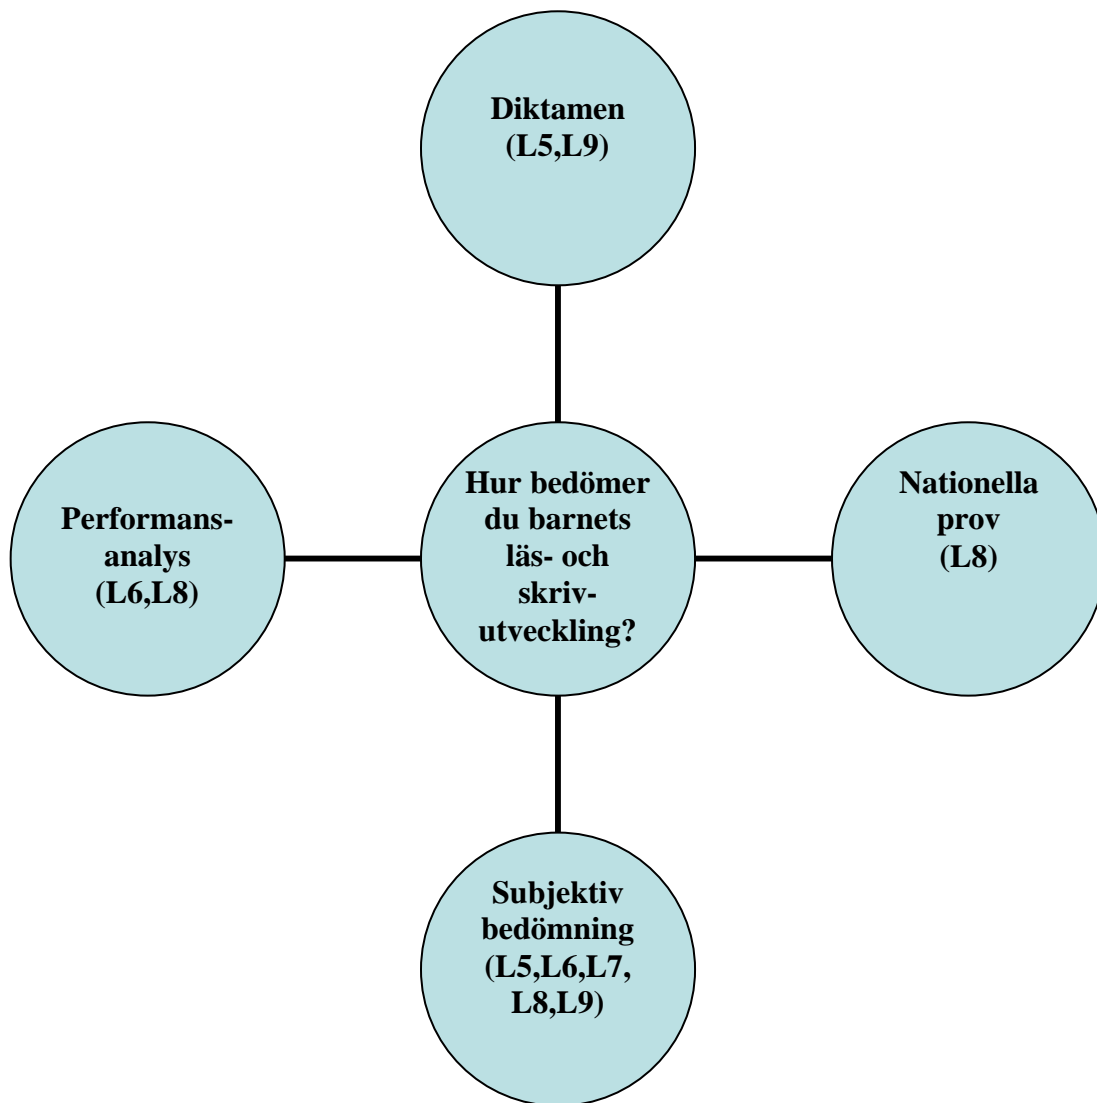 Diktamen
(L5,L9)
Performans-
analys
(L6,L8)
Hur bedömer
du barnets
läs- och
skriv-
utveckling?
Nationella
prov
(L8)
Subjektiv
bedömning
(L5,L6,L7,
L8,L9)